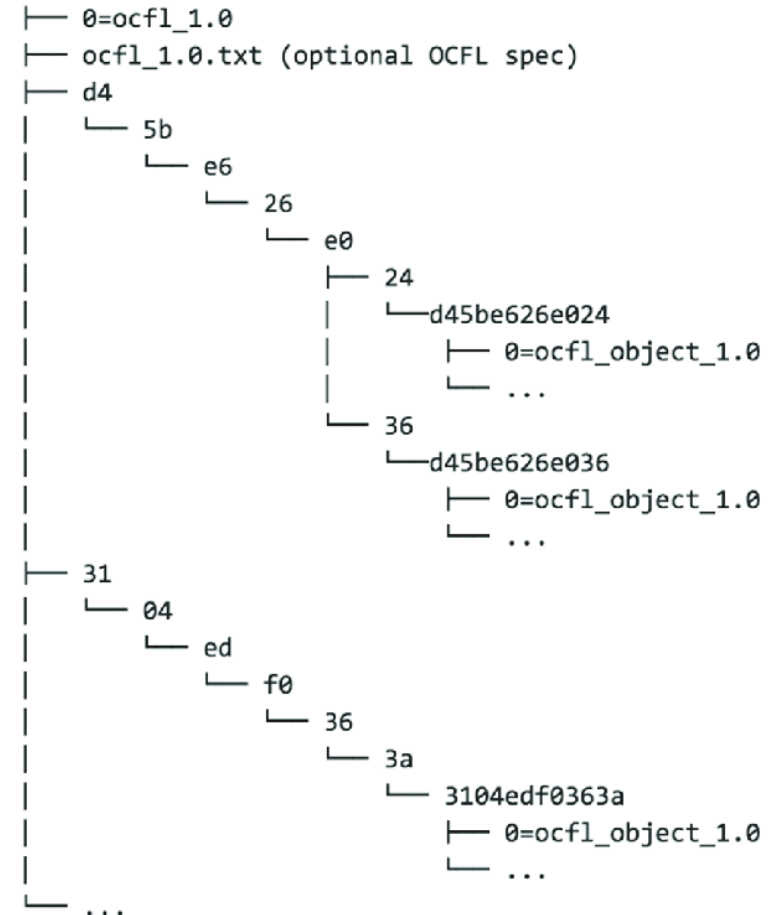 ├── 0=ocfl_1.0
├── ocfl_1.0.txt (optional OCFL spec)
├── d4
│   └── 5b
│       └── e6
│           └── 26
│               └── e0
│                   ├── 24
│                   │   └──d45be626e024
│                   │       ├── 0=ocfl_object_1.0
│                   │       └── ...
│                   └── 36
│                       └──d45be626e036
│                           ├── 0=ocfl_object_1.0
│                           └── ...
├── 31
│   └── 04
│       └── ed
│           └── f0
│               └── 36
│                   └── 3a
│                       └── 3104edf0363a
│                           ├── 0=ocfl_object_1.0
│                           └── ...
└── ...